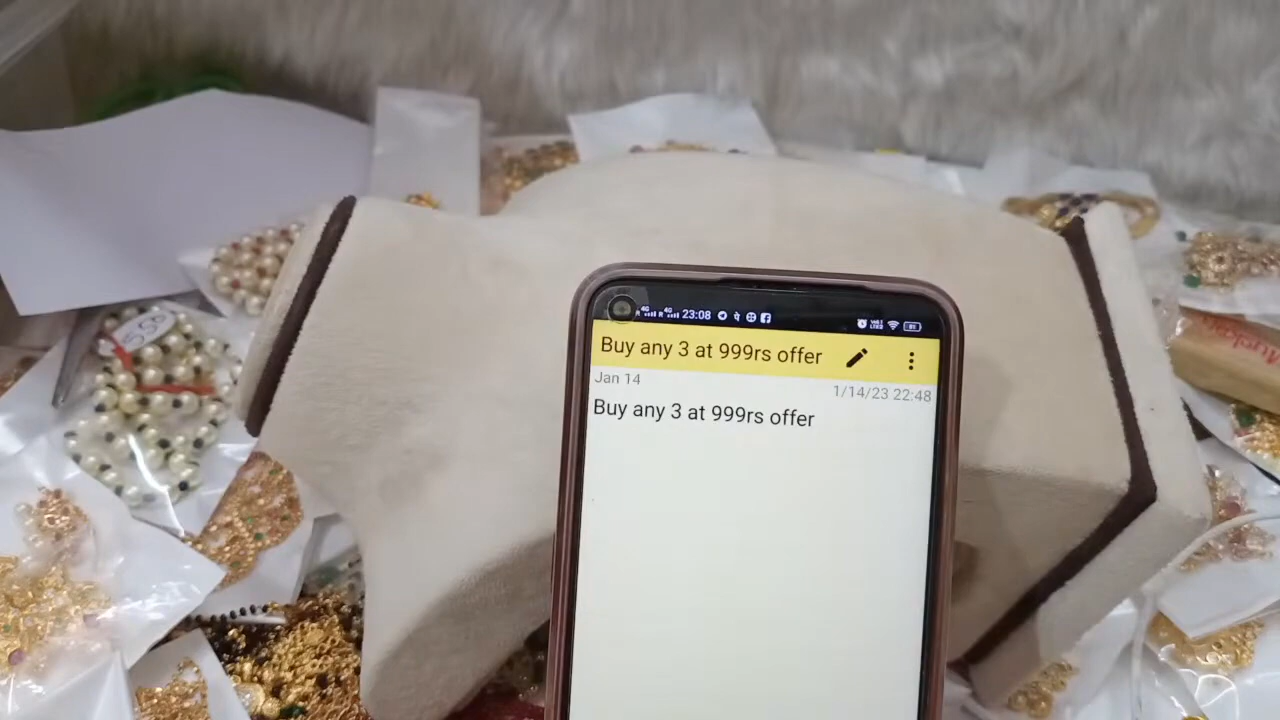 23:08
Buy any 3 at 999rs offer
Jan 14
1/14/23 22:48
Buy any 3 at 999rs offer